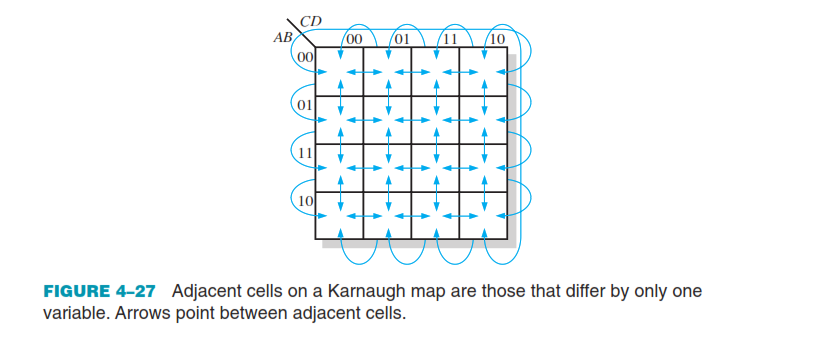 CD
AB
00 01 11 10
00
01
11
10
FIGURE 4–27 Adjacent cells on a Karnaugh map are those that differ by only one
variable. Arrows point between adjacent cells.